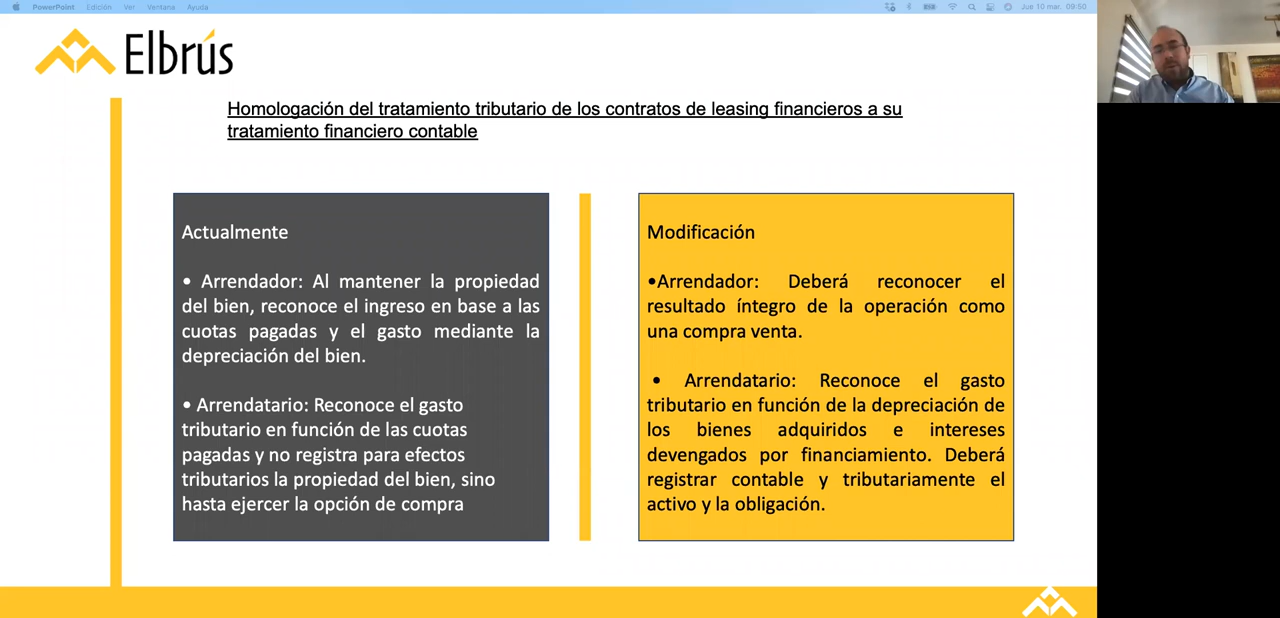 PowerPoint Edición Ver Ventana Ayuda
Jue 10 mar. 09:50
Elbrús
Homologación del tratamiento tributario de los contratos de leasing financieros a su
tratamiento financiero contable
Actualmente
• Arrendador: Al mantener la propiedad
del bien, reconoce el ingreso en base a las
cuotas pagadas y el gasto mediante la
depreciación del bien.
• Arrendatario: Reconoce el gasto
tributario en función de las cuotas
pagadas y no registra para efectos
tributarios la propiedad del bien, sino
hasta ejercer la opción de compra
Modificación
•Arrendador: Deberá reconocer el
resultado íntegro de la operación como
una compra venta.
• Arrendatario: Reconoce el gasto
tributario en función de la depreciación de
los bienes adquiridos e intereses
devengados por financiamiento. Deberá
registrar contable y tributariamente el
activo y la obligación.